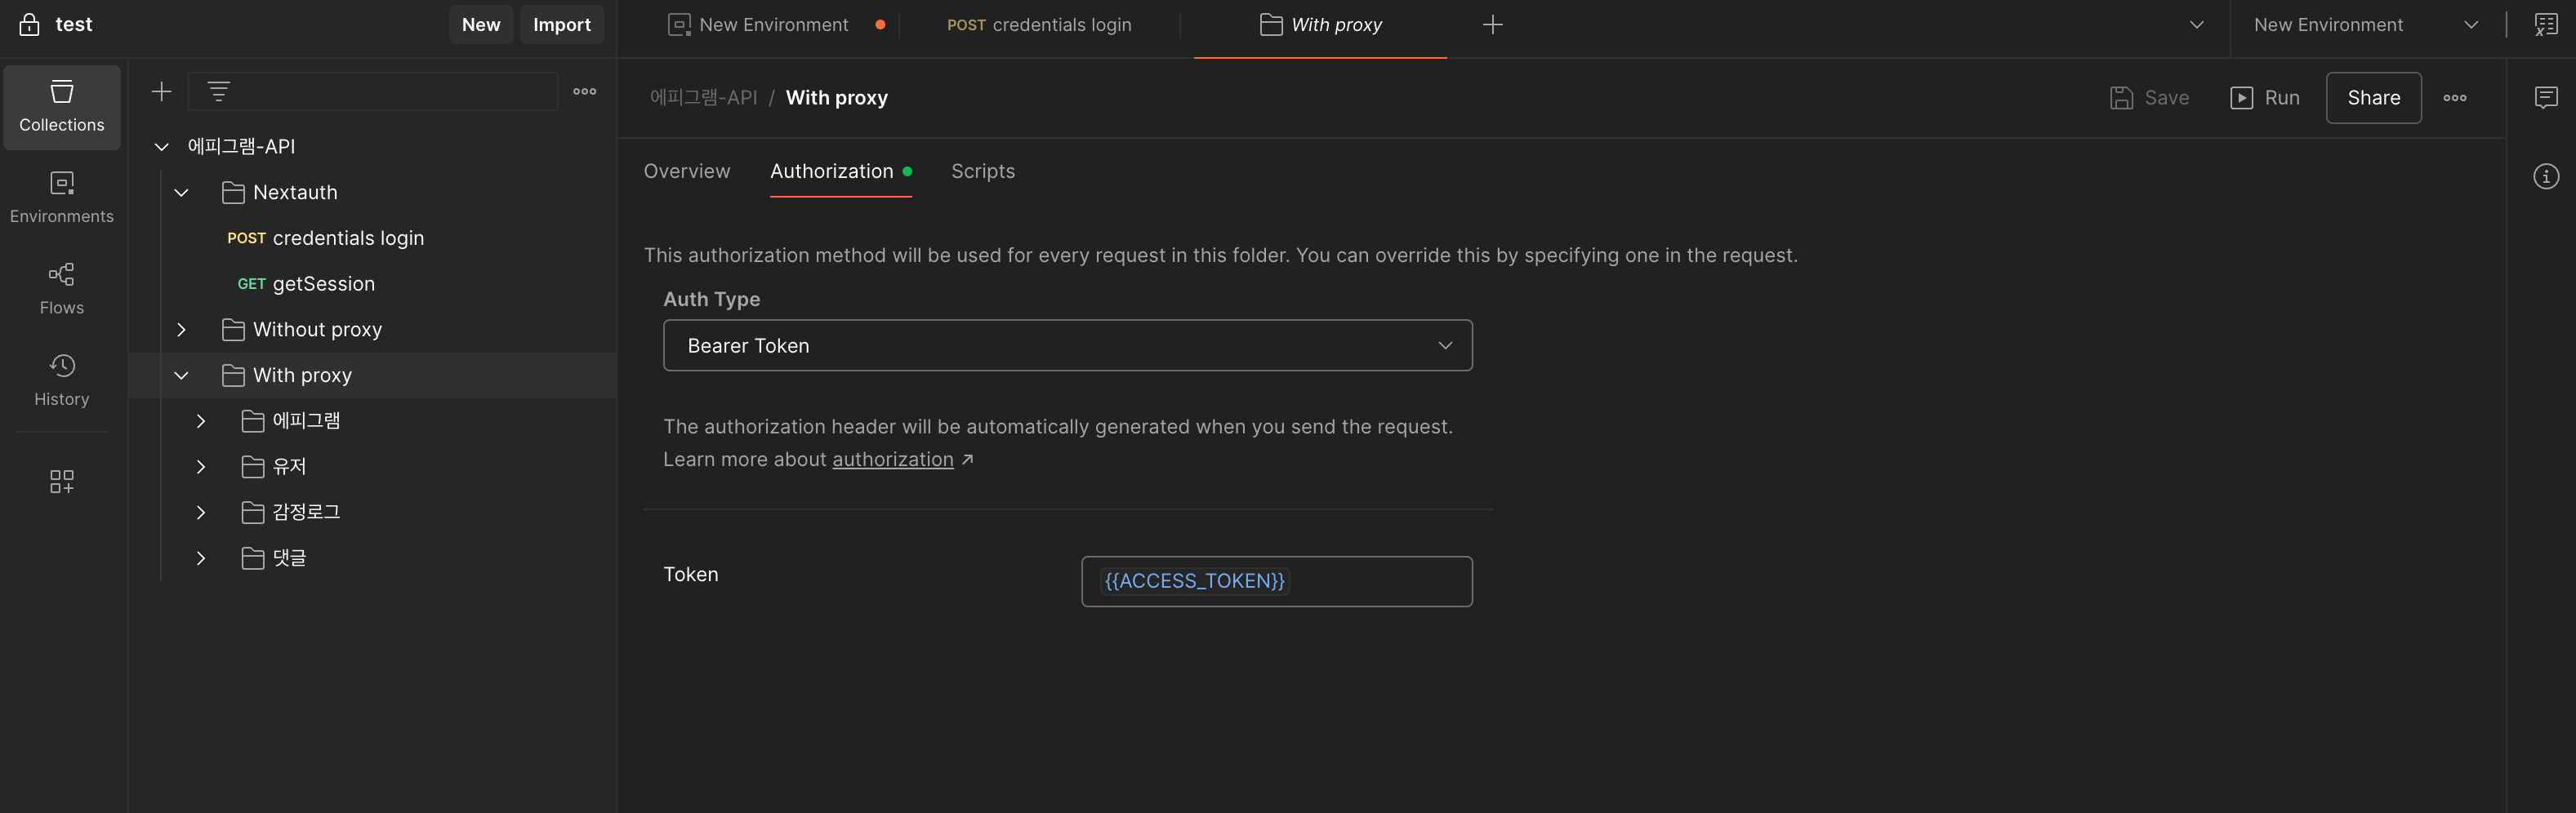 test
New
Import
New Environment
POST credentials login
With proxy
New Environment
Collections
Environments
Flows
History
에피그램-API
Nextauth
POST credentials login
GET getSession
Without proxy
With proxy
에피그램
유저
감정로그
댓글
에피그램-API / With proxy
Save
Run
Share
Overview
Authorization
Scripts
This authorization method will be used for every request in this folder. You can override this by specifying one in the request.
Auth Type
Bearer Token
The authorization header will be automatically generated when you send the request.
Learn more about authorization ↗
Token
{{ACCESS_TOKEN}}